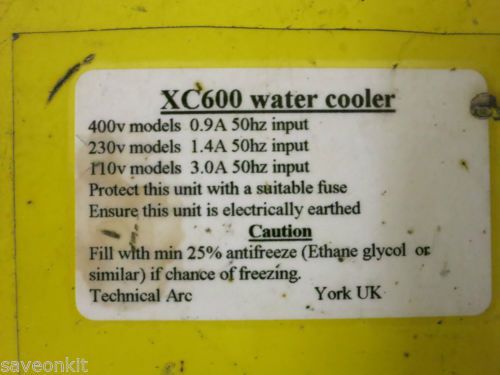 XC600 water cooler
400v models 0.9A 50hz input
230v models 1.4A 50hz input
110v models 3.0A 50hz input
Protect this unit with a suitable fuse
Ensure this unit is electrically earthed
Caution
Fill with min 25% antifreeze (Ethane glycol or
similar) if chance of freezing.
Technical Arc York UK
saveonkit